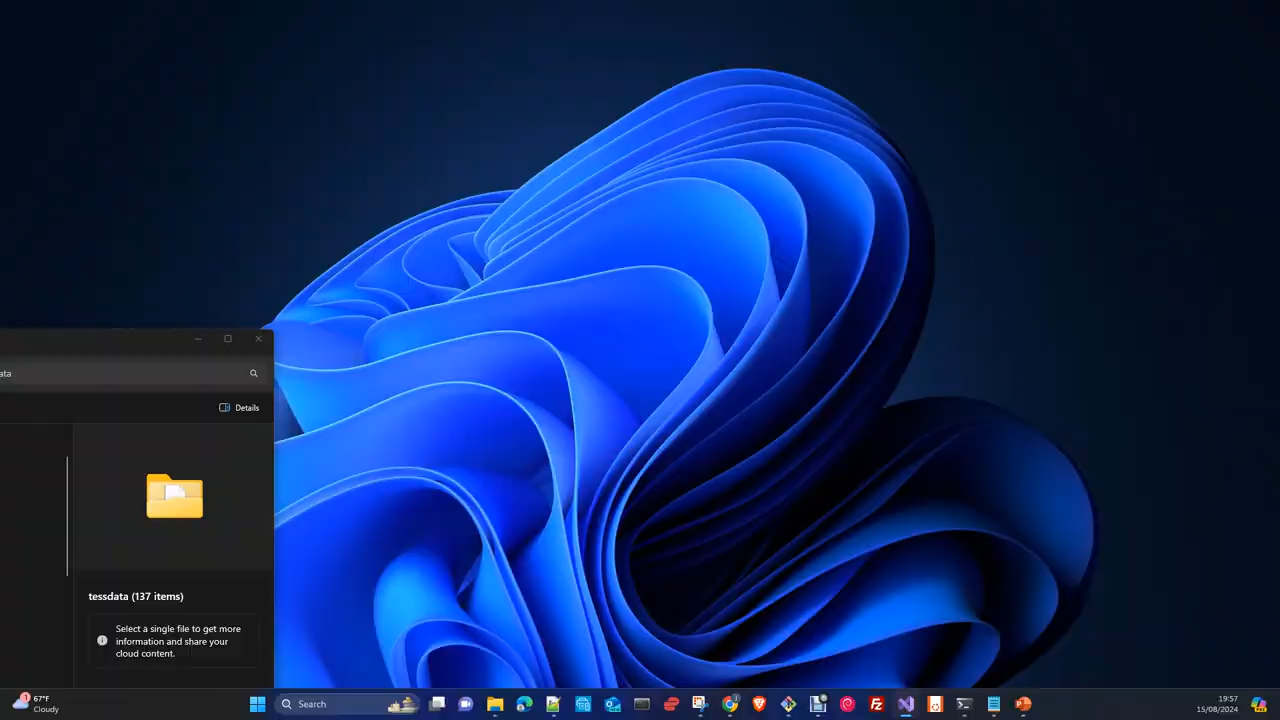 ata
Details
tessdata (137 items)
Select a single file to get more
information and share your
cloud content.
1
67°F
Cloudy
Search
19:57
15/08/2024